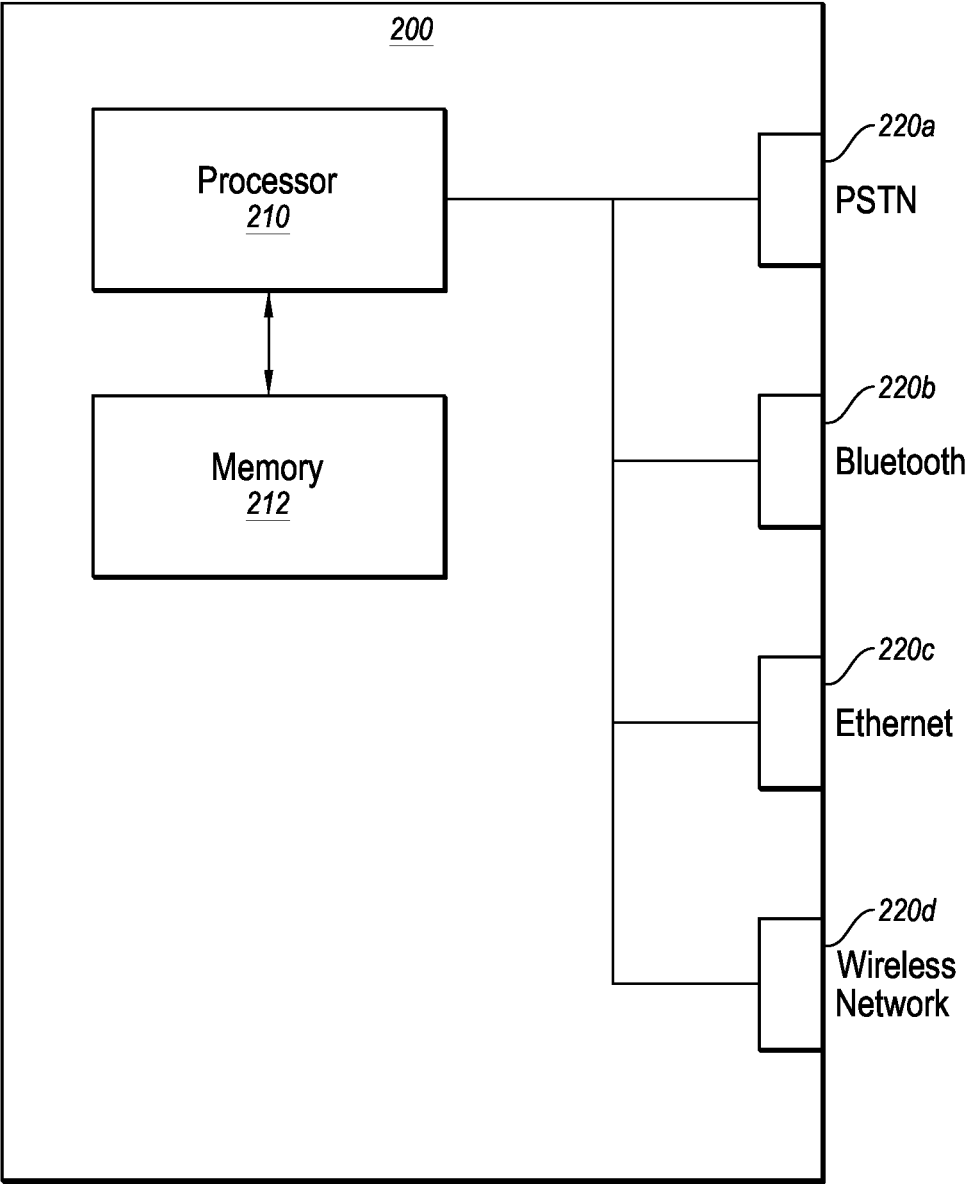 200
Processor
210
Memory
212
220a
PSTN
220b
Bluetooth
220c
Ethernet
220d
Wireless
Network